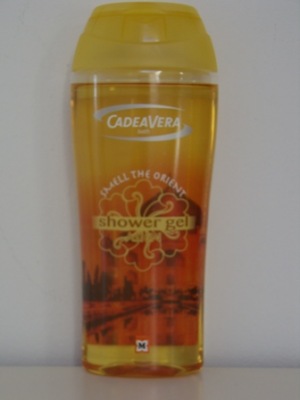 CADEAVERA
SMELL THE ORIENT
shower gel
M